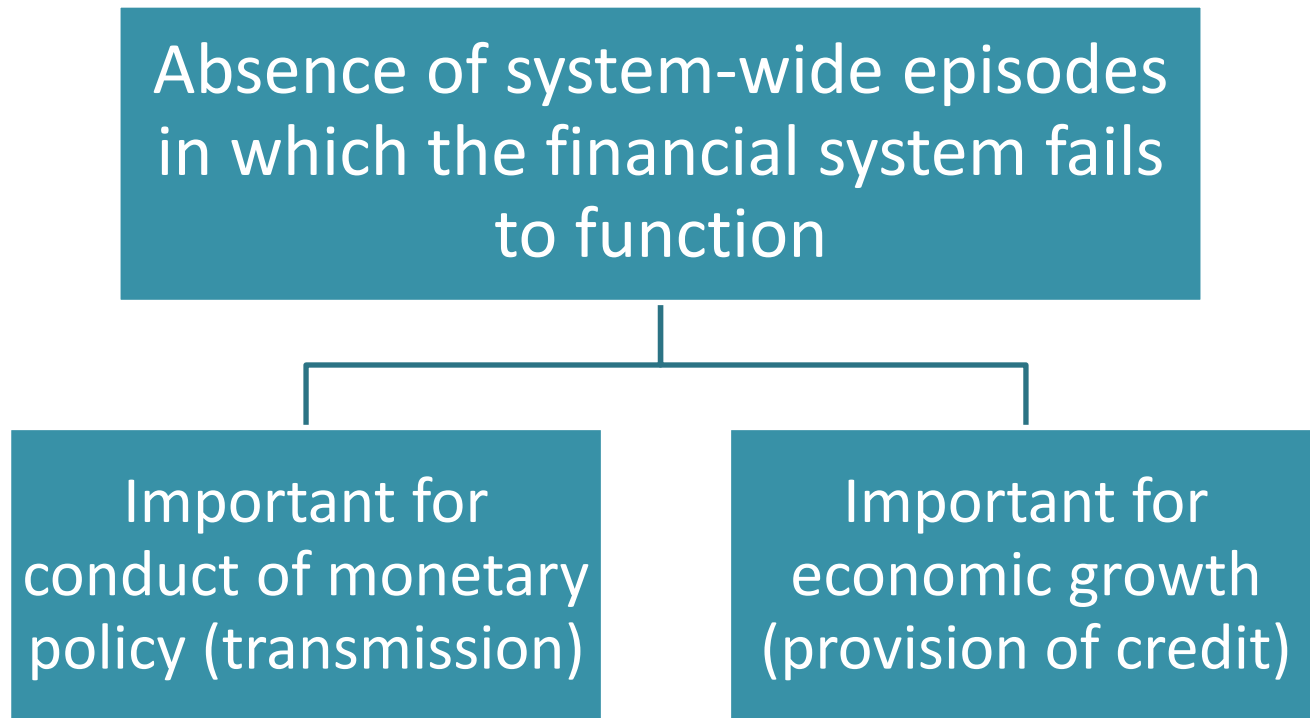 Absence of system-wide episodes
in which the financial system fails
to function
Important for
conduct of monetary
policy (transmission)
Important for
economic growth
(provision of credit)